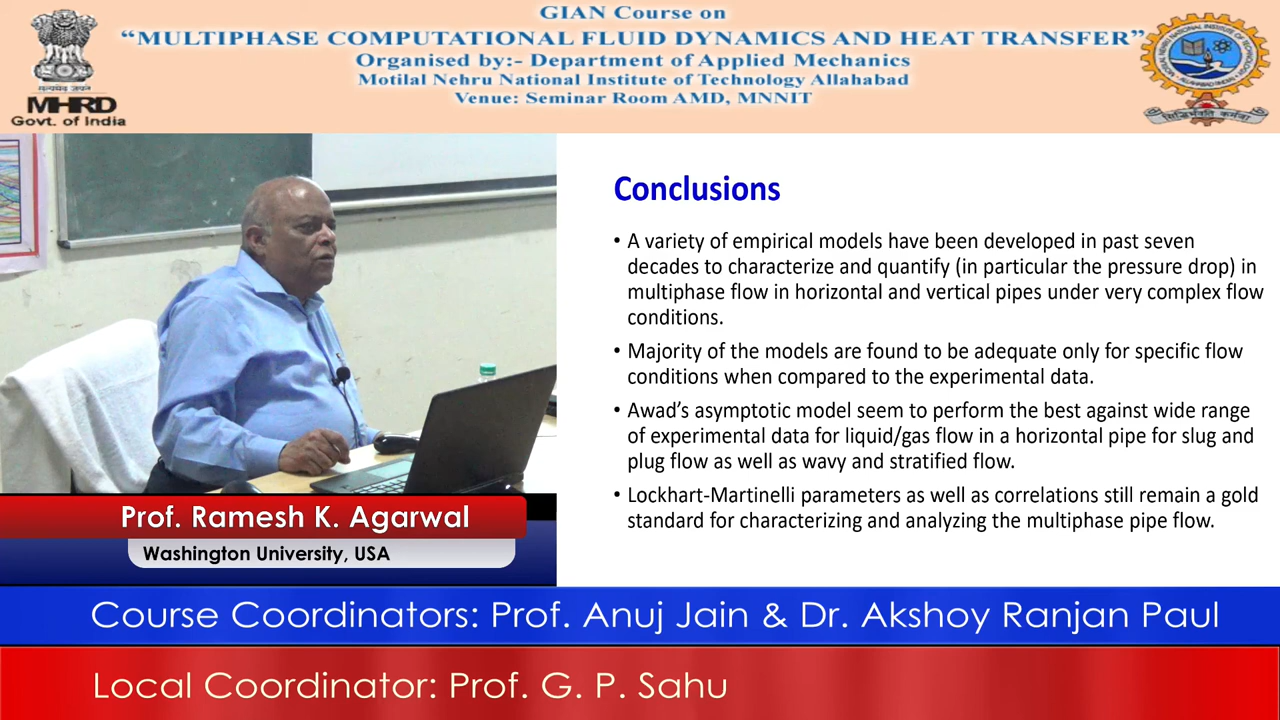 GIAN Course on
“MULTIPHASE COMPUTATIONAL FLUID DYNAMICS AND HEAT TRANSFER”
Organised by:- Department of Applied Mechanics
Motilal Nehru National Institute of Technology Allahabad
Venue: Seminar Room AMD, MNNIT
सत्यमेव जयते
MHRD
Govt. of India
Conclusions
• A variety of empirical models have been developed in past seven
decades to characterize and quantify (in particular the pressure drop) in
multiphase flow in horizontal and vertical pipes under very complex flow
conditions.
• Majority of the models are found to be adequate only for specific flow
conditions when compared to the experimental data.
• Awad’s asymptotic model seem to perform the best against wide range
of experimental data for liquid/gas flow in a horizontal pipe for slug and
plug flow as well as wavy and stratified flow.
• Lockhart-Martinelli parameters as well as correlations still remain a gold
standard for characterizing and analyzing the multiphase pipe flow.
Prof. Ramesh K. Agarwal
Washington University, USA
Course Coordinators: Prof. Anuj Jain & Dr. Akshoy Ranjan Paul
Local Coordinator: Prof. G. P. Sahu